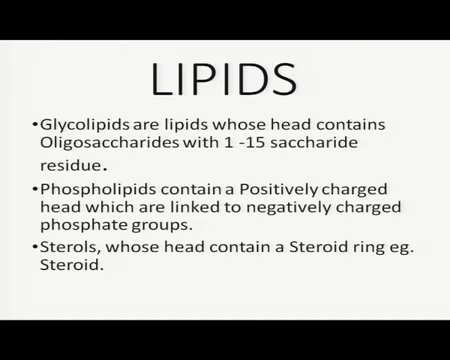 LIPIDS
•Glycolipids are lipids whose head contains
Oligosaccharides with 1 -15 saccharide
residue.
•Phospholipids contain a Positively charged
head which are linked to negatively charged
phosphate groups.
•Sterols, whose head contain a Steroid ring eg.
Steroid.